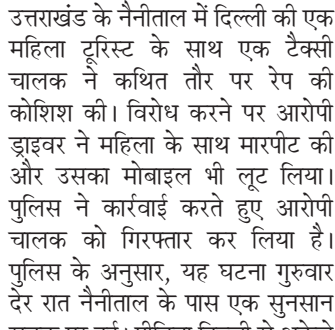 उत्तराखंड के नैनीताल में दिल्ली की एक
महिला टूरिस्ट के साथ एक टैक्सी
चालक ने कथित तौर पर रेप की
कोशिश की। विरोध करने पर आरोपी
ड्राइवर ने महिला के साथ मारपीट की
और उसका मोबाइल भी लूट लिया।
पुलिस ने कार्रवाई करते हुए आरोपी
चालक को गिरफ्तार कर लिया है।
पुलिस के अनुसार, यह घटना गुरुवार
देर रात नैनीताल के पास एक सुनसान